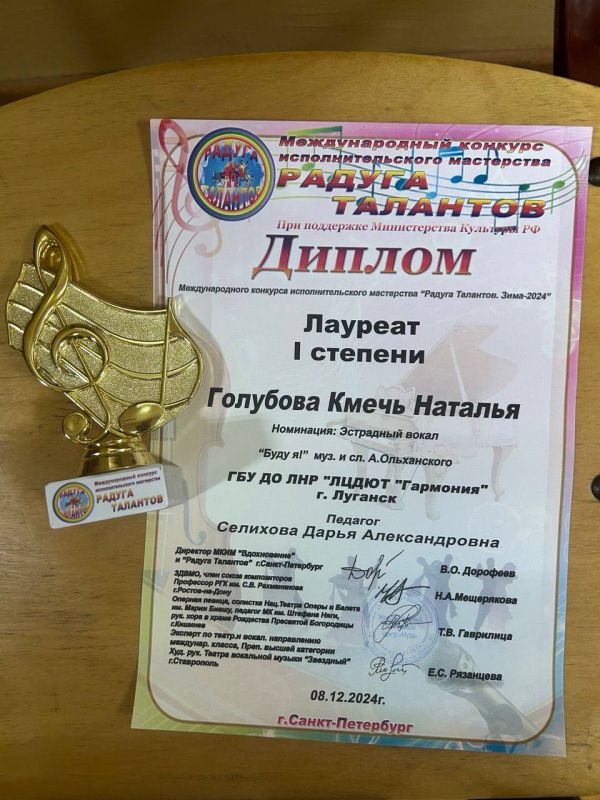 РАДУГА
ТАЛАНТОВ
Международный конкурс
исполнительского мастерства
РАДУГА
ТАЛАНТОВ
При поддержке Министерства Культуры РФ
Диплом
Международного конкурса исполнительского мастерства "Радуга Талантов. Зима-2024"
Лауреат
I степени
Голубова Кмечь Наталья
Номинация: Эстрадный вокал
"Буду я!" муз. и сл. А.Ольханского
ГБУ ДО ЛНР "ЛЦДЮТ "Гармония"
г. Луганск
Педагог
Селихова Дарья Александровна
Директор МКИМ "Вдохновение"
и "Радуга Талантов" г.Санкт-Петербург
В.О. Дорофеев
ЗДВМО, член союза композиторов
Профессор РГК им. С.В. Рахманинова
г.Ростов-на-Дону
Н.А.Мещерякова
Оперная певица, солистка Нац.Театра Оперы и Балета
им. Марии Биешу, педагог МК им. Штефана Няги,
рук. хора в храме Рождества Пресвятой Богородицы
г.Кишинев
Т.В. Гаврилица
Эксперт по театр.и вокал. направлению
междунар. класса, Преп. высшей категории
Худ. рук. Театра вокальной музыки "Звездный"
г.Ставрополь
Е.С. Рязанцева
08.12.2024г.
г.Санкт-Петербург
Международный конкурс
исполнительского мастерства
РАДУГА
ТАЛАНТОВ